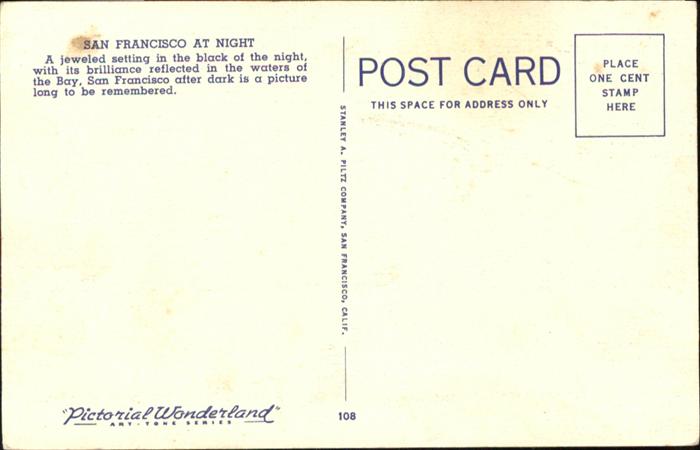 SAN FRANCISCO AT NIGHT
A jeweled setting in the black of the night,
with its brilliance reflected in the waters of
the Bay, San Francisco after dark is a picture
long to be remembered.
POST CARD
THIS SPACE FOR ADDRESS ONLY
PLACE
ONE CENT
STAMP
HERE
STANLEY A. PILTZ COMPANY, SAN FRANCISCO, CALIF.
"Pictorial Wonderland"
ART-TONE SERIES
108